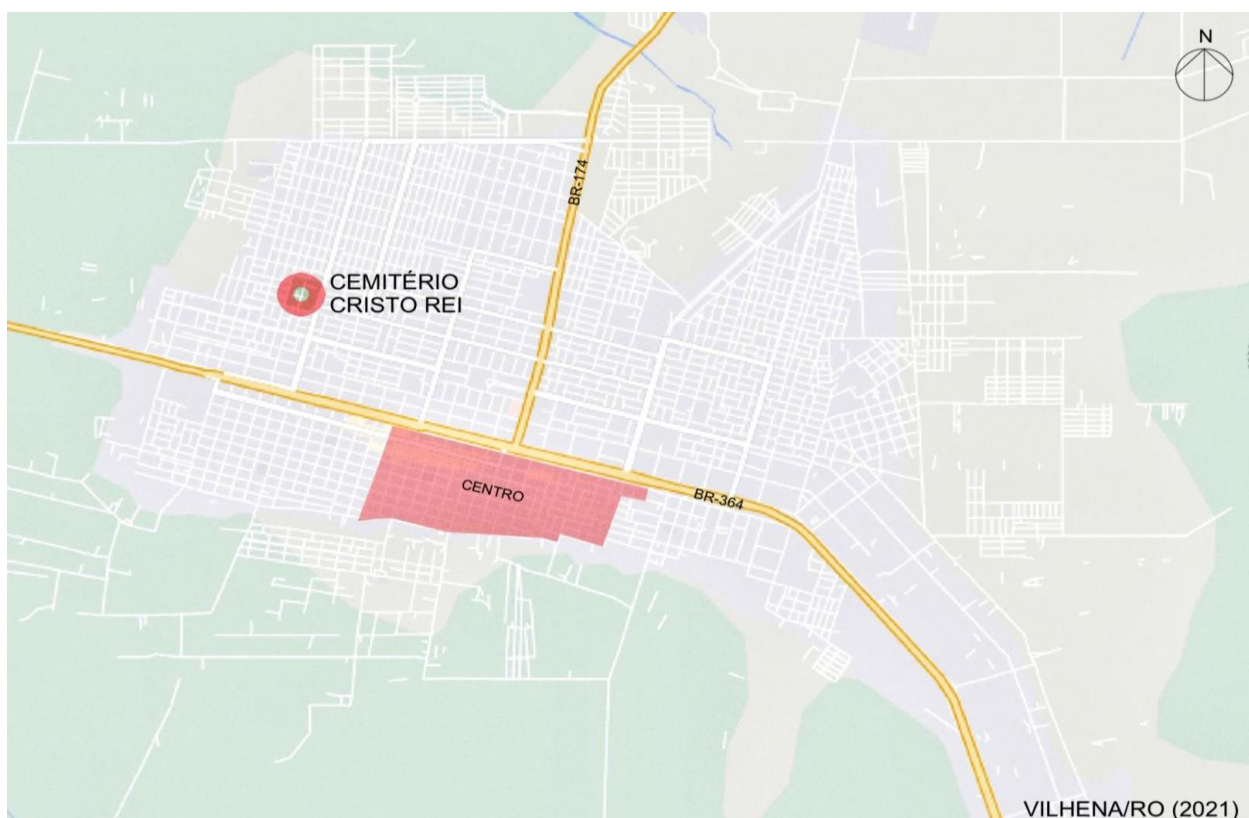 N
BR-174
CEMITÉRIO
CRISTO REI
CENTRO
BR-364
VILHENA/RO (2021)